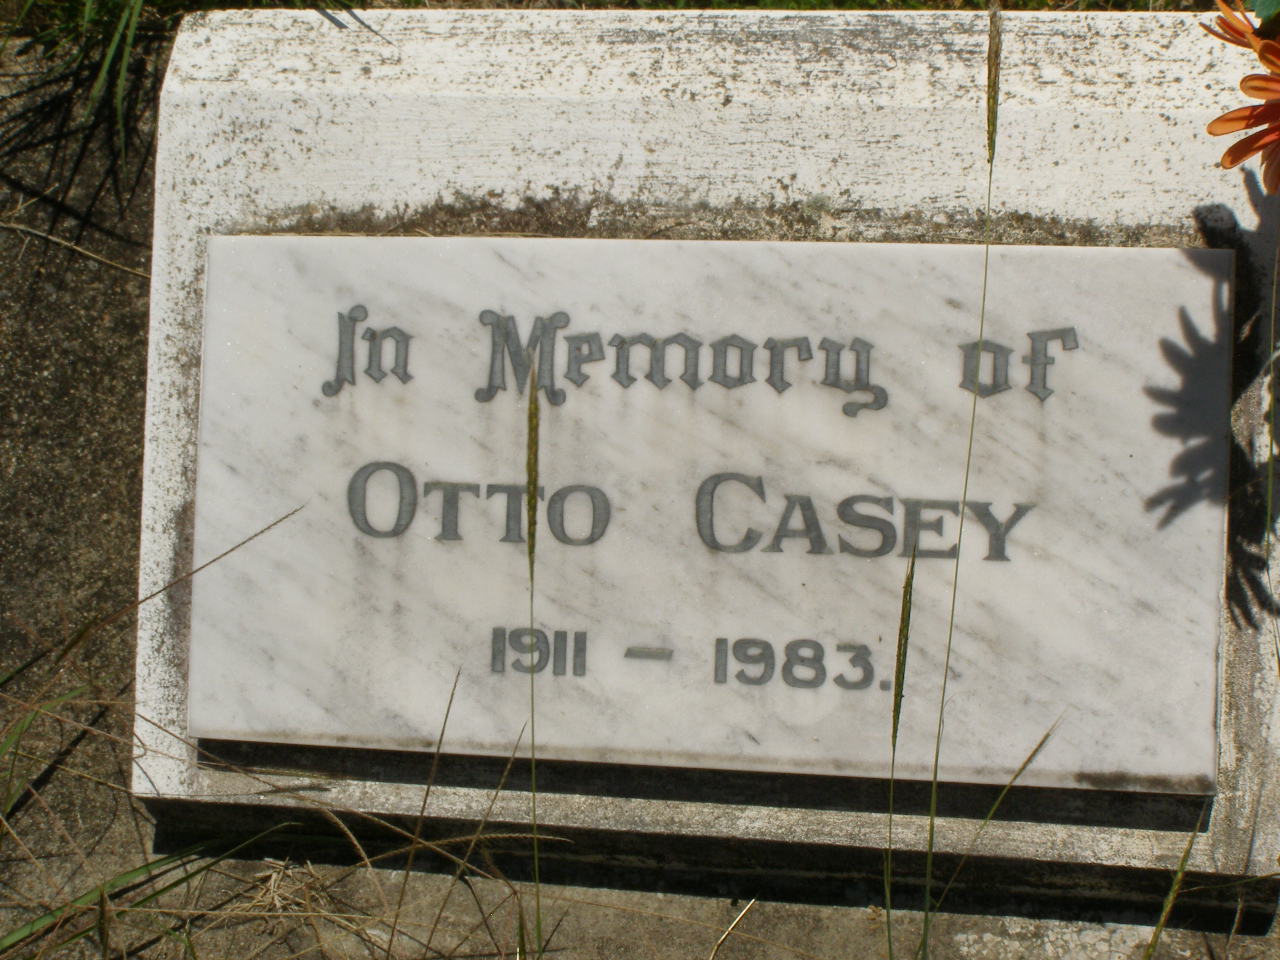 In Memory of
OTTO CASEY
1911 - 1983.